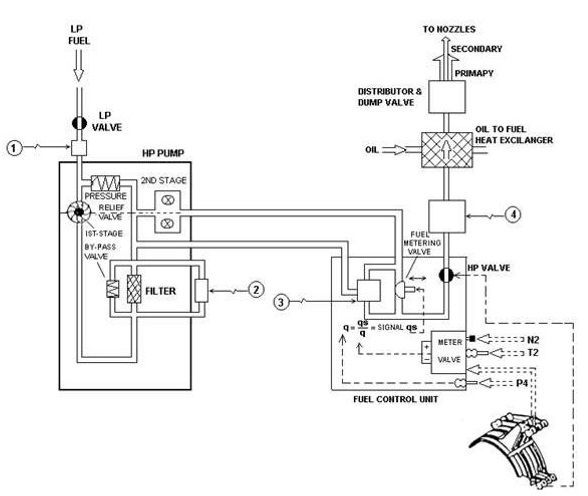 LP
FUEL
TO NOZZLES
SECONDARY
PRIMAPY
DISTRIBUTOR &
DUMP VALVE
LP
VALVE
OIL TO FUEL
HEAT EXCILANGER
OIL
1
HP PUMP
2ND STAGE
PRESSURE
RELIEF
VALVE
IST-STAGE
BY-PASS
VALVE
FILTER
2
3
4
FUEL
METERING
VALVE
HP VALVE
q = qs/q = SIGNAL qs
+
−
METER
VALVE
N2
T2
P4
FUEL CONTROL UNIT